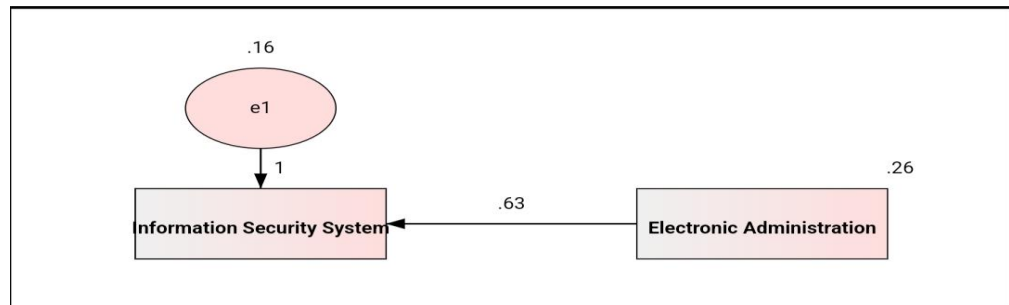 .16
e1
1
.26
.63
Information Security System
Electronic Administration